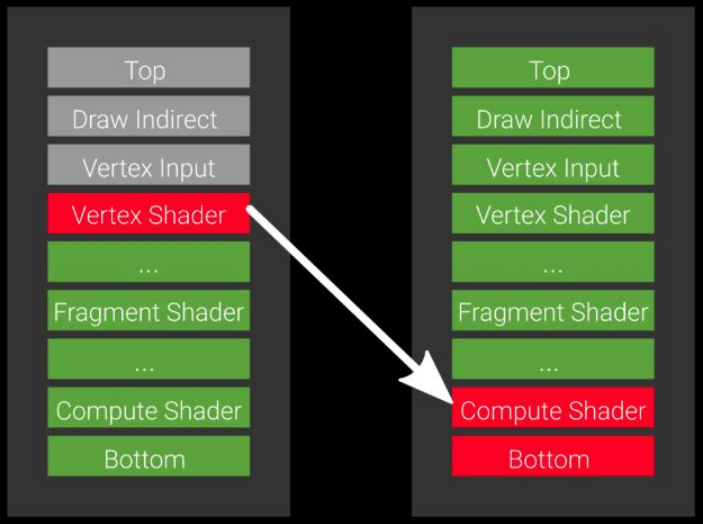 Top
Draw Indirect
Vertex Input
Vertex Shader
...
Fragment Shader
...
Compute Shader
Bottom
Top
Draw Indirect
Vertex Input
Vertex Shader
...
Fragment Shader
...
Compute Shader
Bottom